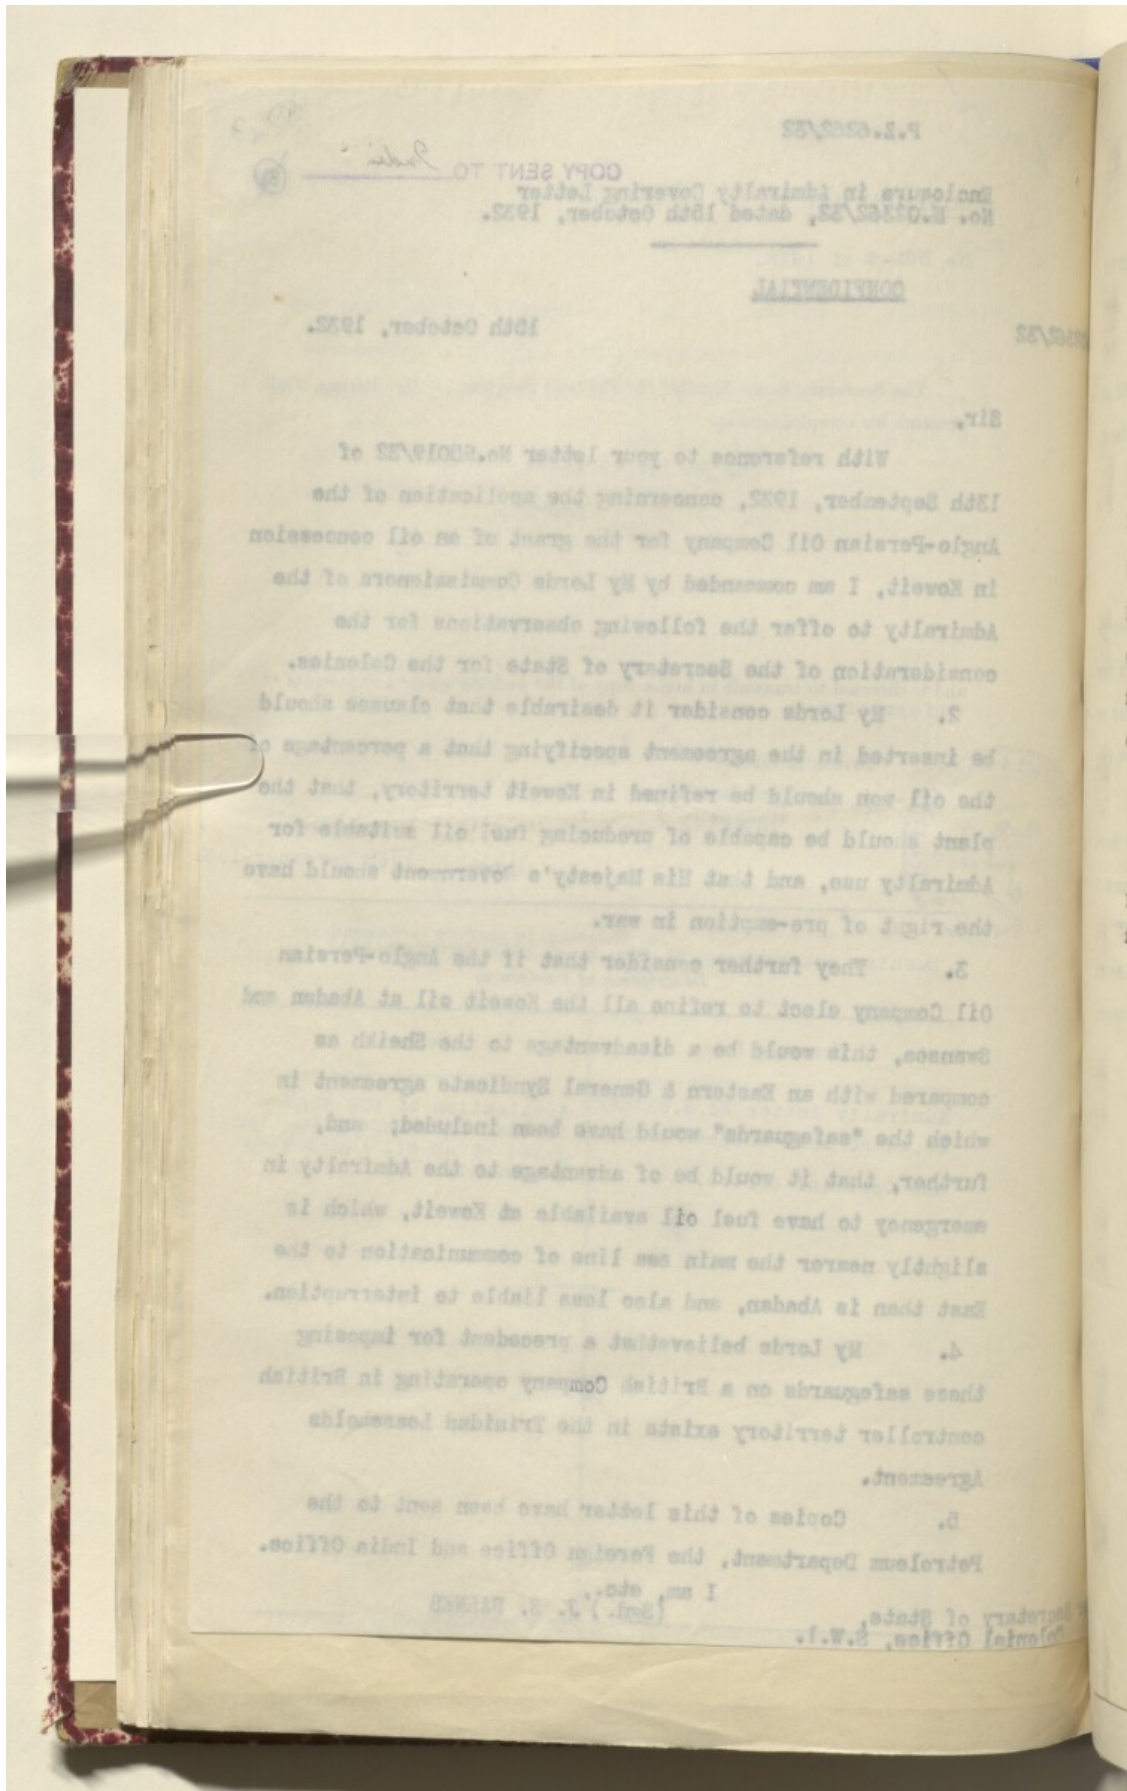 P.Z.6262/32
COPY SENT TO India
Enclosure in Admiralty Covering Letter
No. M.02362/32, dated 15th October, 1932.
CONFIDENTIAL
15th October, 1932.
2362/32
Sir,
With reference to your letter No.95019/32 of
13th September, 1932, concerning the application of the
Anglo-Persian Oil Company for the grant of an oil concession
in Koweit, I am commanded by My Lords Commissioners of the
Admiralty to offer the following observations for the
consideration of the Secretary of State for the Colonies.
2. My Lords consider it desirable that clauses should
be inserted in the agreement specifying that a percentage of
the oil won should be refined in Koweit territory, that the
plant should be capable of producing fuel oil suitable for
Admiralty use, and that His Majesty's Government should have
the right of pre-emption in war.
3. They further consider that if the Anglo-Persian
Oil Company elect to refine all the Koweit oil at Abadan and
Swansea, this would be a disadvantage to the Sheikh as
compared with an Eastern & General Syndicate agreement in
which the "safeguards" would have been included; and,
further, that it would be of advantage to the Admiralty in
emergency to have fuel oil available at Koweit, which is
slightly nearer the main sea line of communication to the
East than is Abadan, and also less liable to interruption.
4. My Lords believethat a precedent for imposing
these safeguards on a British Company operating in British
controller territory exists in the Trinidad Leaseholds
Agreement.
5. Copies of this letter have been sent to the
Petroleum Department, the Foreign Office and India Office.
I am, etc.,
(Sgd.) J. S. BARNES
Secretary of State,
Colonial Office, S.W.1.